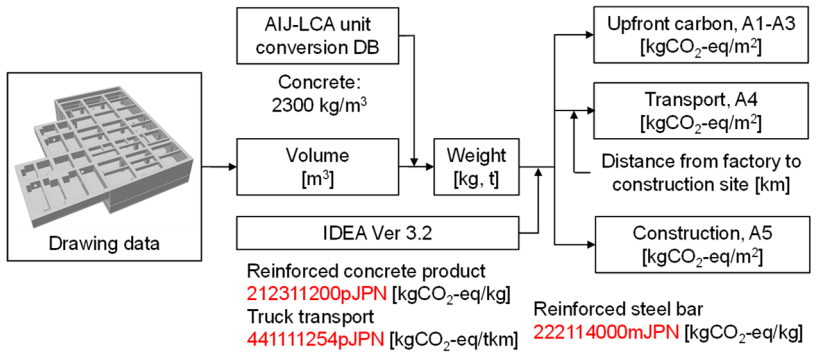 AIJ-LCA unit
conversion DB
Concrete:
2300 kg/m³
Drawing data
Volume
[m³]
Weight
[kg, t]
IDEA Ver 3.2
Reinforced concrete product
212311200pJPN [kgCO₂-eq/kg]
Truck transport
441111254pJPN [kgCO₂-eq/tkm]
Upfront carbon, A1-A3
[kgCO₂-eq/m²]
Transport, A4
[kgCO₂-eq/m²]
Distance from factory to
construction site [km]
Construction, A5
[kgCO₂-eq/m²]
Reinforced steel bar
222114000mJPN [kgCO₂-eq/kg]